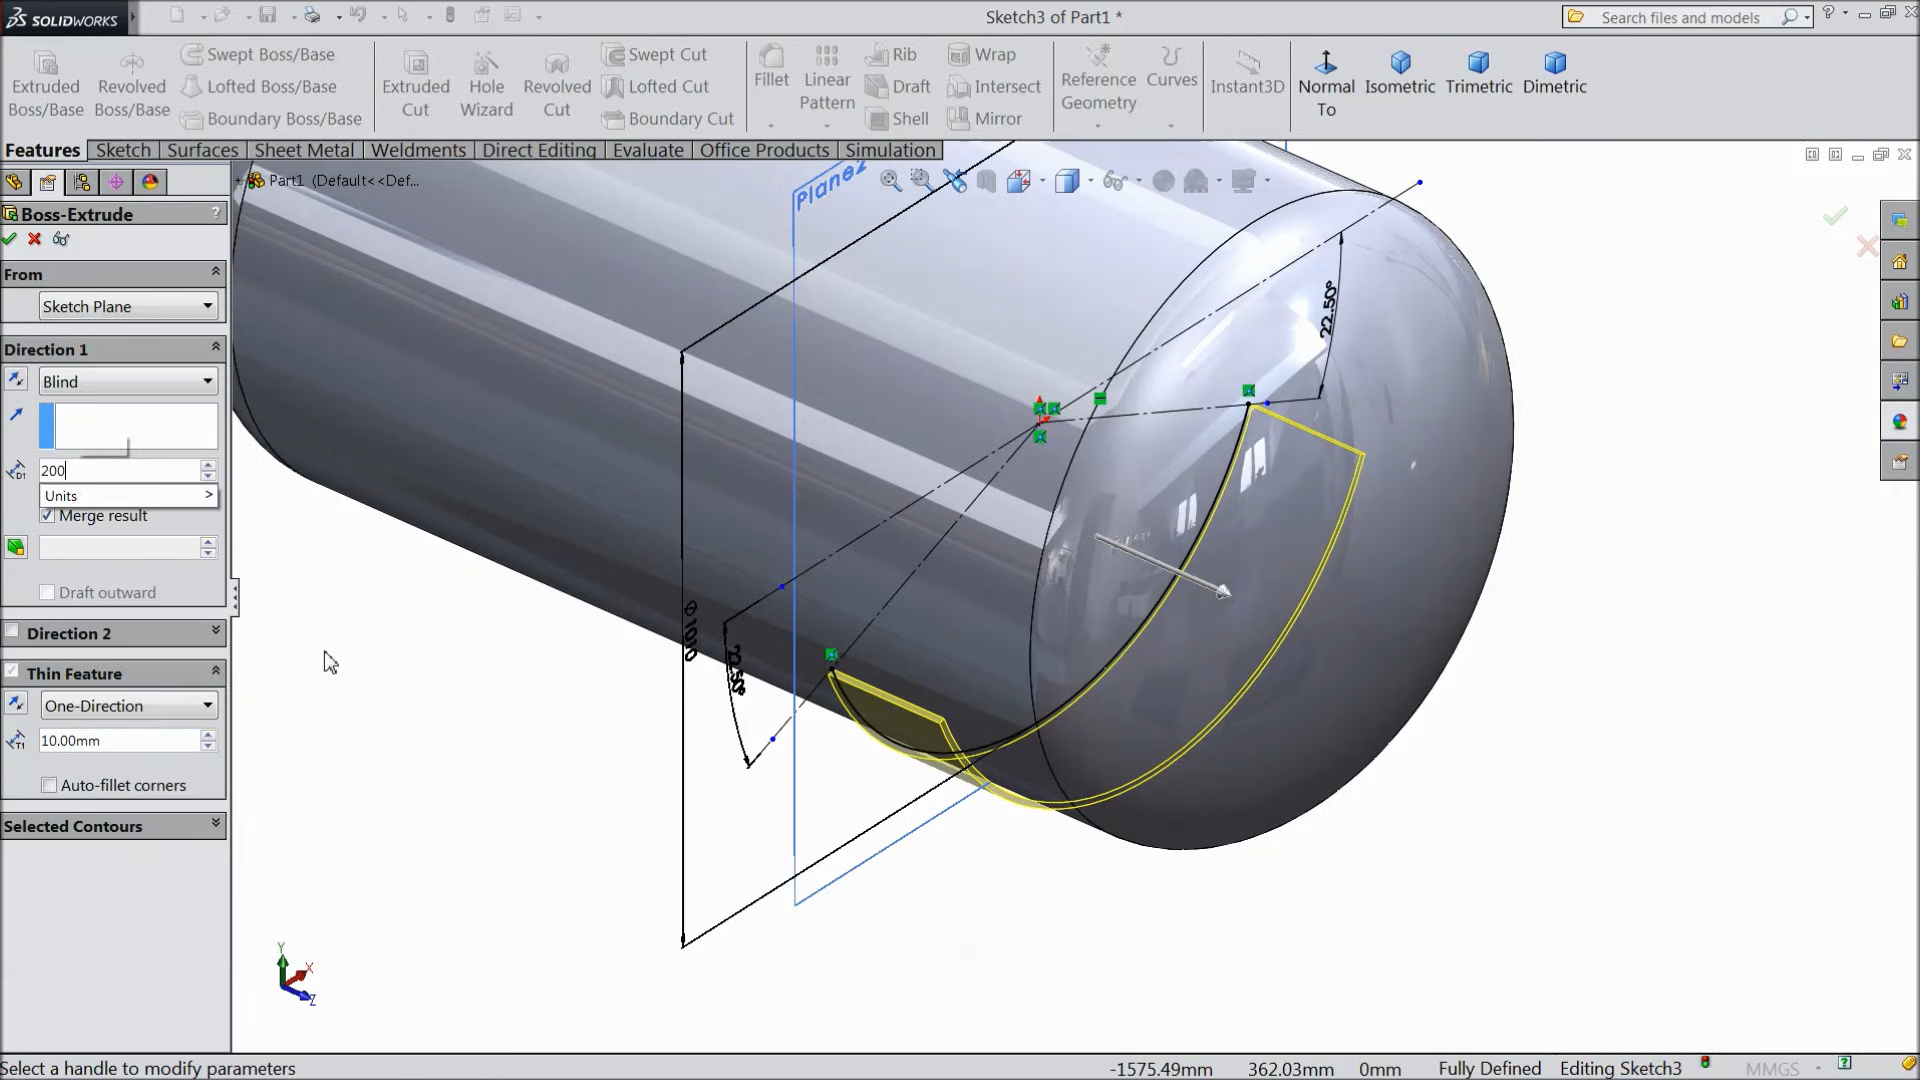 SOLIDWORKS
Sketch3 of Part1 *
Search files and models
Extruded Boss/Base
Revolved Boss/Base
Swept Boss/Base
Lofted Boss/Base
Boundary Boss/Base
Extruded Cut
Hole Wizard
Revolved Cut
Swept Cut
Lofted Cut
Boundary Cut
Fillet
Linear Pattern
Rib
Draft
Shell
Wrap
Intersect
Mirror
Reference Geometry
Curves
Instant3D
Normal To
Isometric
Trimetric
Dimetric
Features
Sketch
Surfaces
Sheet Metal
Weldments
Direct Editing
Evaluate
Office Products
Simulation
Part1 (Default<<Def...
Boss-Extrude
?
From
Sketch Plane
Direction 1
Blind
D1
200
Units >
Merge result
Draft outward
Direction 2
Thin Feature
One-Direction
T1
10.00mm
Auto-fillet corners
Selected Contours
Plane2
22.50°
22.50°
Φ1010
Y
X
Z
Select a handle to modify parameters
-1575.49mm
362.03mm
0mm
Fully Defined
Editing Sketch3
MMGS